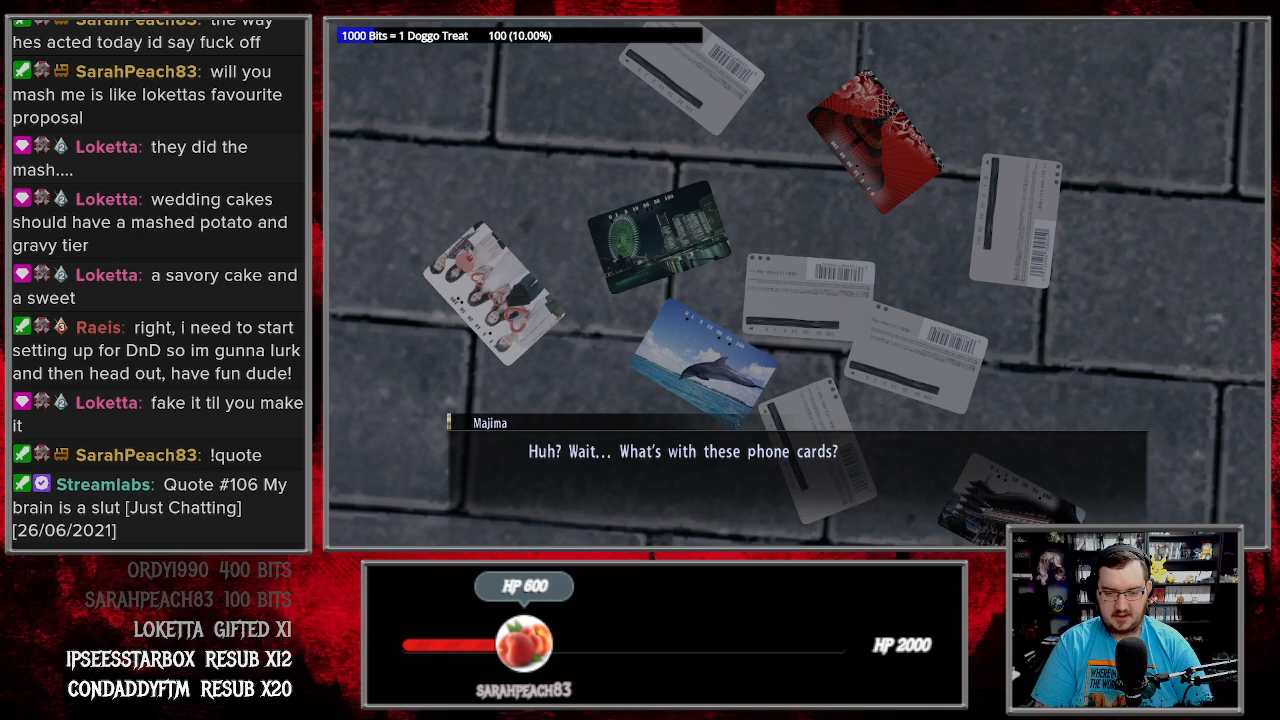 SarahPeach83: the way
hes acted today id say fuck off
SarahPeach83: will you
mash me is like lokettas favourite
proposal
Loketta: they did the
mash....
Loketta: wedding cakes
should have a mashed potato and
gravy tier
Loketta: a savory cake and
a sweet
Raeis: right, i need to start
setting up for DnD so im gunna lurk
and then head out, have fun dude!
Loketta: fake it til you make
it
SarahPeach83: !quote
Streamlabs: Quote #106 My
brain is a slut [Just Chatting]
[26/06/2021]
ORDY1990 400 BITS
SARAHPEACH83 100 BITS
LOKETTA GIFTED X1
IPSEESSTARBOX RESUB X12
CONDADDYFTM RESUB X20
1000 Bits = 1 Doggo Treat 100 (10.00%)
Majima
Huh? Wait... What's with these phone cards?
HP 600
HP 2000
SARAHPEACH83
WHERE IN
THE WOR